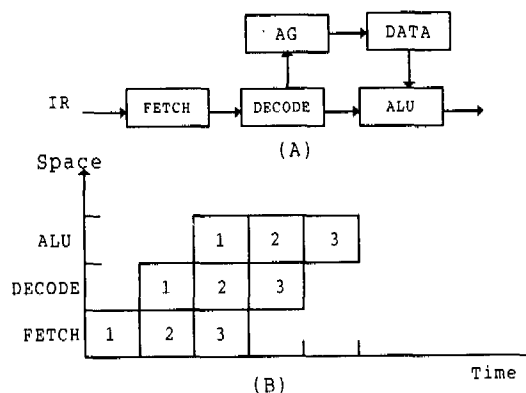 AG DATA
IR FETCH DECODE ALU
(A)
Space
ALU 1 2 3
DECODE 1 2 3
FETCH 1 2 3
Time
(B)